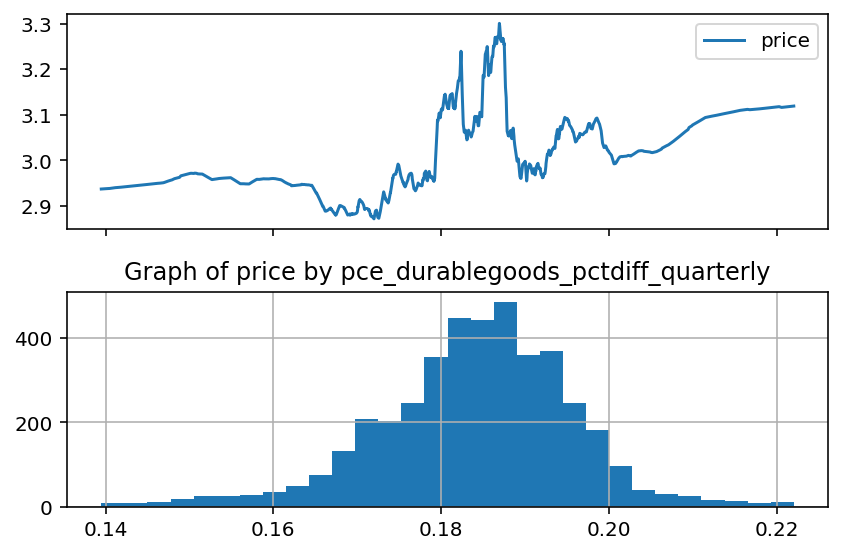 3.3
3.2
3.1
3.0
2.9
price
Graph of price by pce_durablegoods_pctdiff_quarterly
400
200
0
0.14 0.16 0.18 0.20 0.22